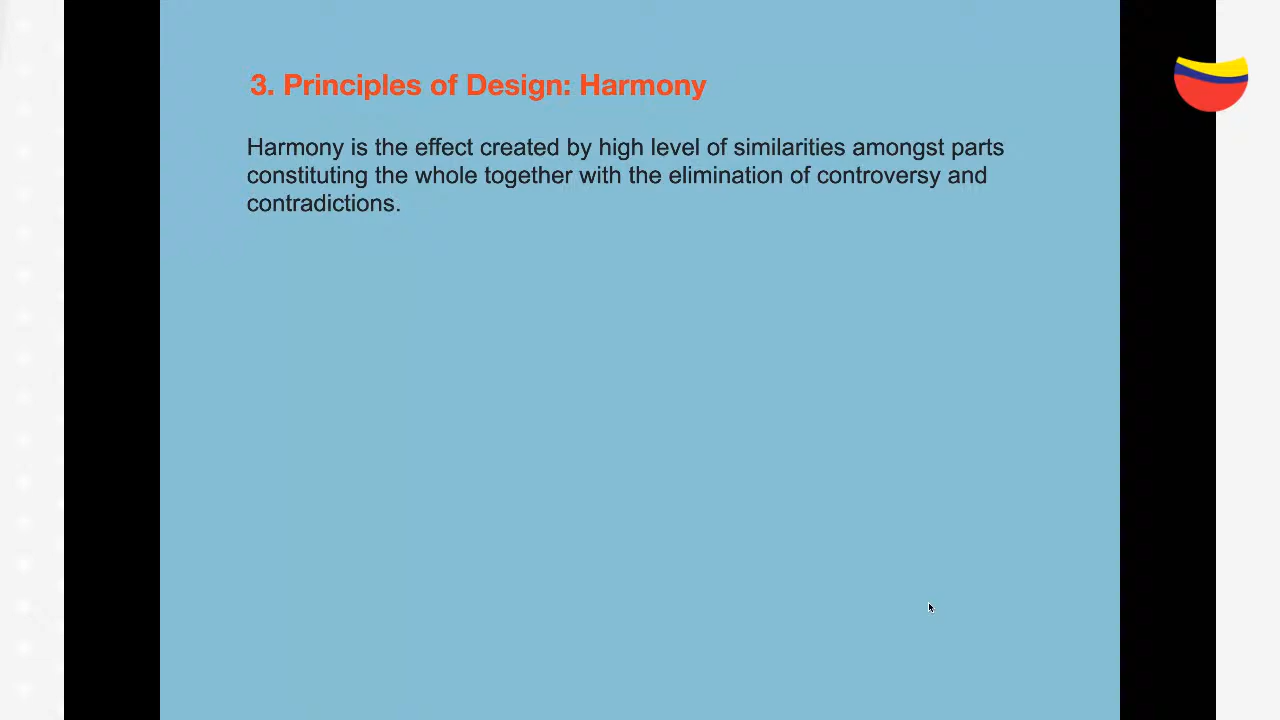 3. Principles of Design: Harmony
Harmony is the effect created by high level of similarities amongst parts
constituting the whole together with the elimination of controversy and
contradictions.